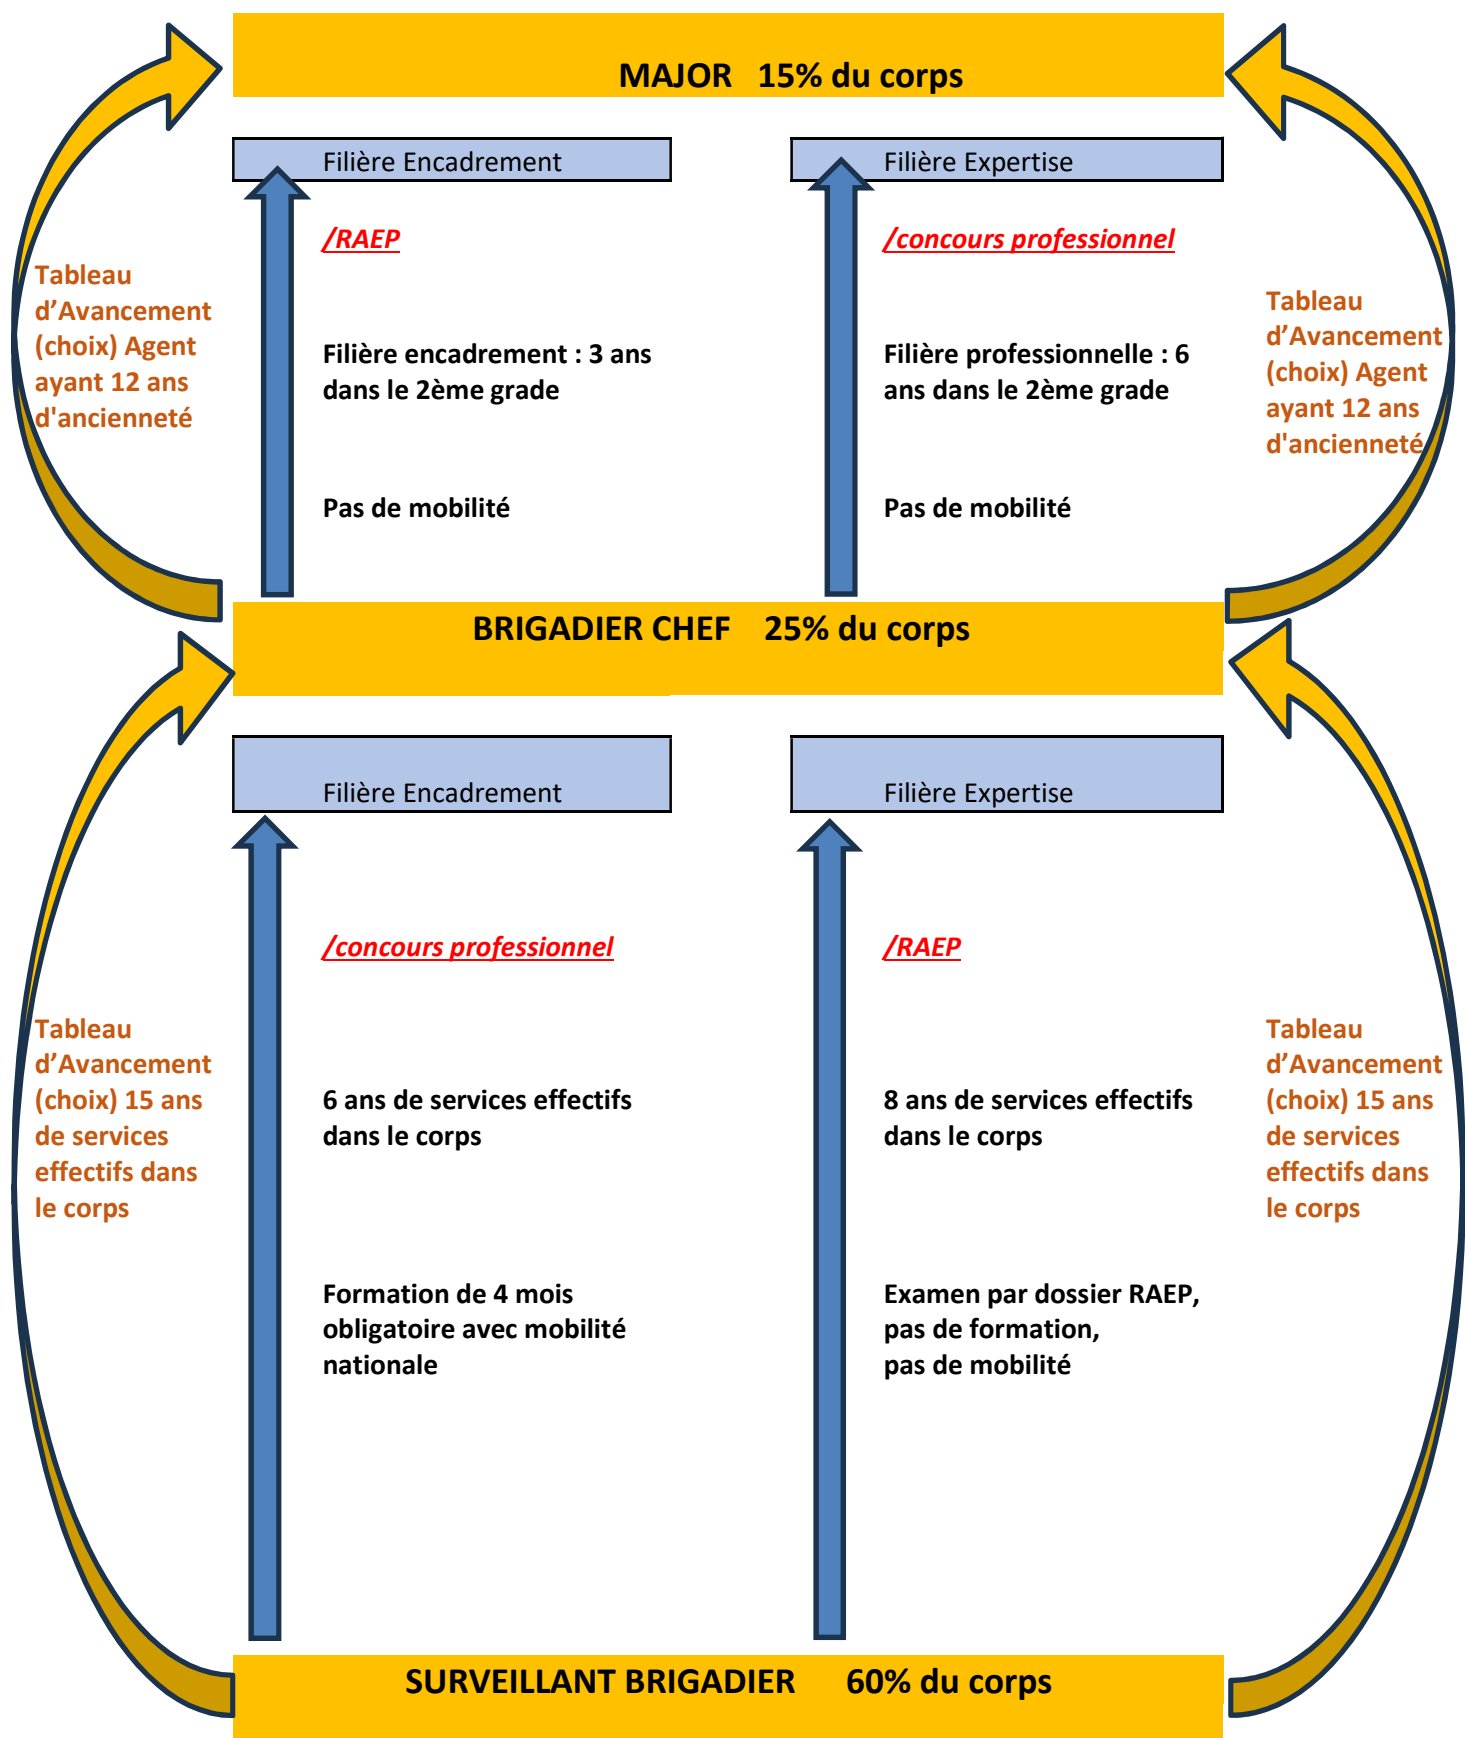 MAJOR 15% du corps
Filière Encadrement
Filière Expertise
/RAEP
/concours professionnel
Tableau
d’Avancement
(choix) Agent
ayant 12 ans
d'ancienneté
Filière encadrement : 3 ans
dans le 2ème grade
Pas de mobilité
Filière professionnelle : 6
ans dans le 2ème grade
Pas de mobilité
Tableau
d’Avancement
(choix) Agent
ayant 12 ans
d'ancienneté
BRIGADIER CHEF 25% du corps
Filière Encadrement
Filière Expertise
/concours professionnel
/RAEP
Tableau
d’Avancement
(choix) 15 ans
de services
effectifs dans
le corps
6 ans de services effectifs
dans le corps
Formation de 4 mois
obligatoire avec mobilité
nationale
8 ans de services effectifs
dans le corps
Examen par dossier RAEP,
pas de formation,
pas de mobilité
Tableau
d’Avancement
(choix) 15 ans
de services
effectifs dans
le corps
SURVEILLANT BRIGADIER 60% du corps